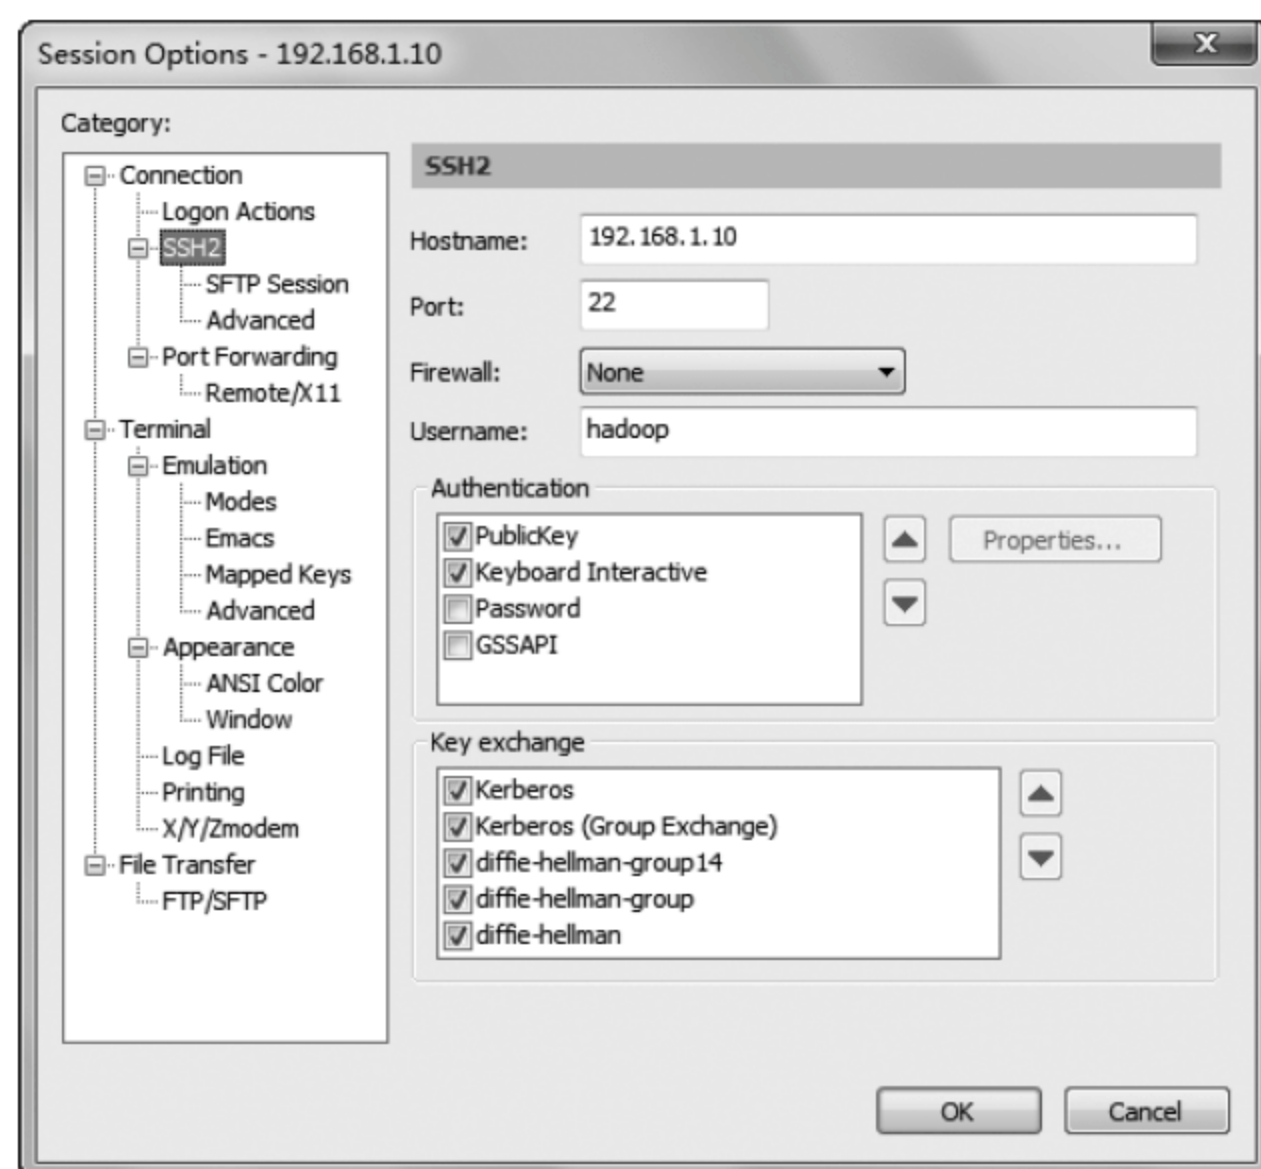 Session Options - 192.168.1.10
X
Category:
Connection
Logon Actions
SSH2
SFTP Session
Advanced
Port Forwarding
Remote/X11
Terminal
Emulation
Modes
Emacs
Mapped Keys
Advanced
Appearance
ANSI Color
Window
Log File
Printing
X/Y/Zmodem
File Transfer
FTP/SFTP
SSH2
Hostname: 192.168.1.10
Port: 22
Firewall: None
Username: hadoop
Authentication
PublicKey
Properties...
Keyboard Interactive
Password
GSSAPI
Key exchange
Kerberos
Kerberos (Group Exchange)
diffie-hellman-group14
diffie-hellman-group
diffie-hellman
OK Cancel